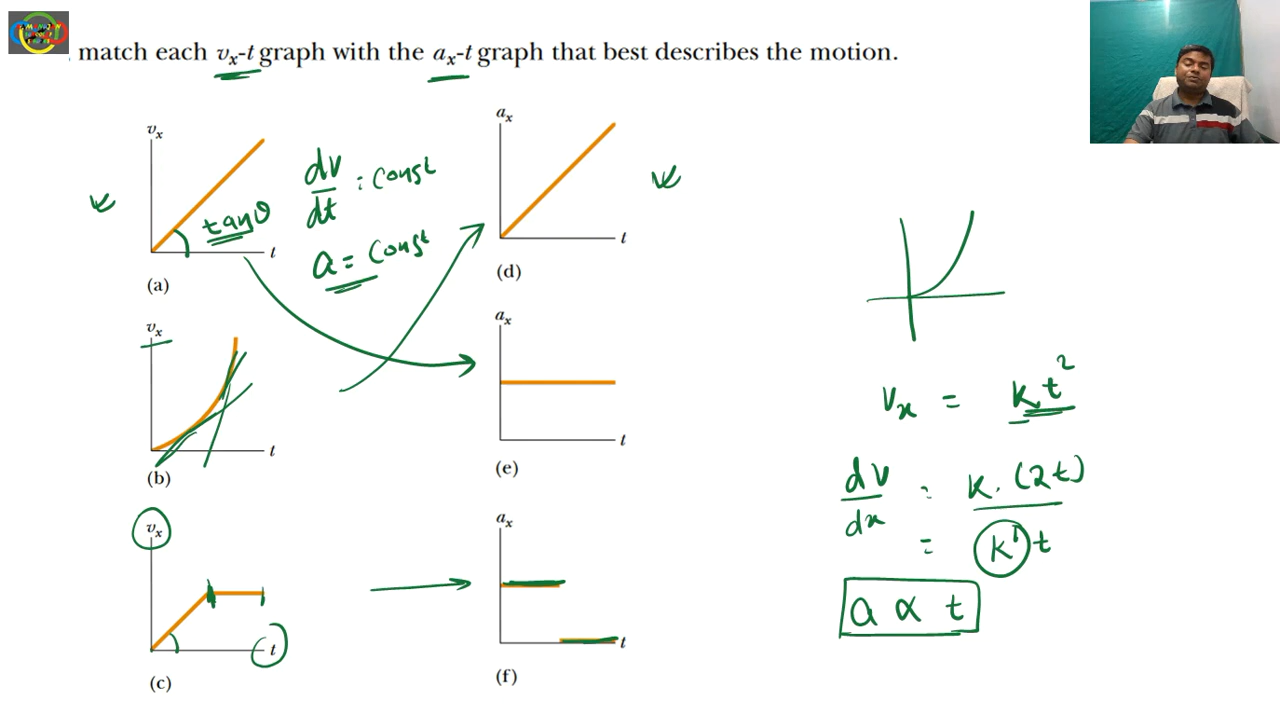 match each vₓ-t graph with the aₓ-t graph that best describes the motion.
vₓ
tanθ
t
(a)
dv/dt : const
a = const
aₓ
t
(d)
vₓ
t
(b)
aₓ
t
(e)
vₓ
t
(c)
aₓ
t
(f)
vₓ = kt²
dv/dx : k. (2t)
= k' t
a ∝ t